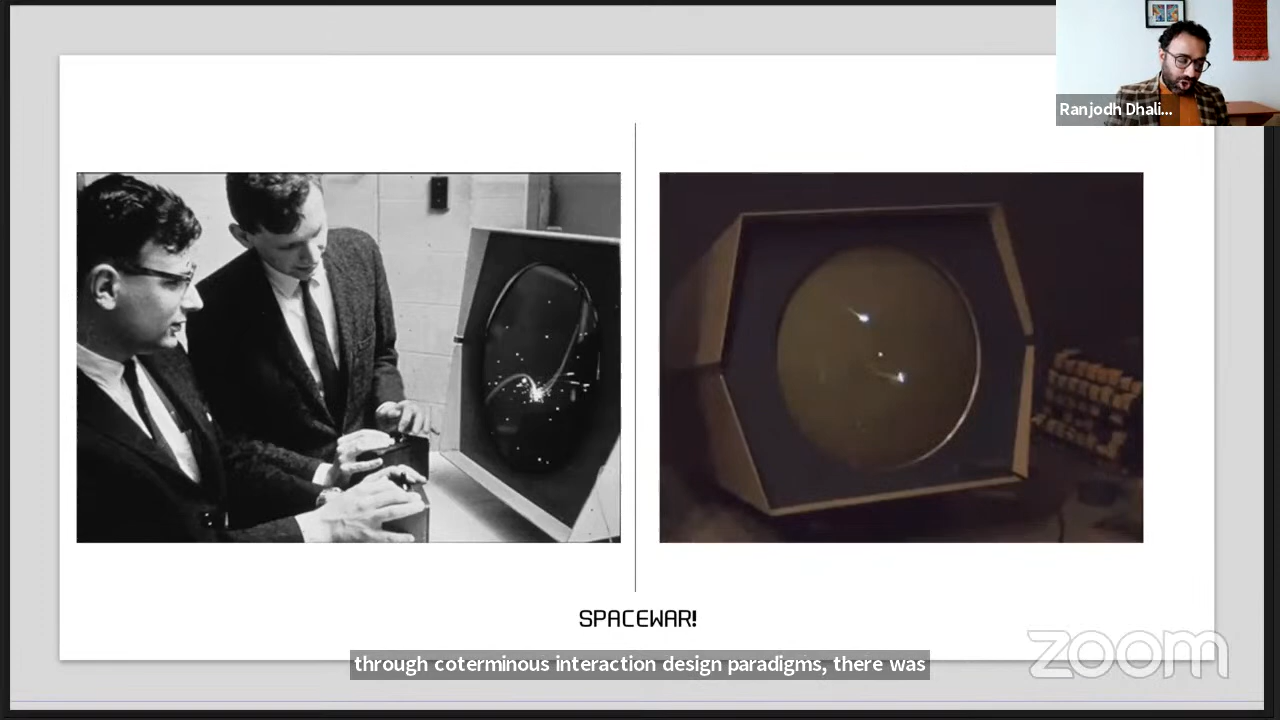 Ranjodh Dhali...
SPACEWAR!
through coterminous interaction design paradigms, there was
zoom